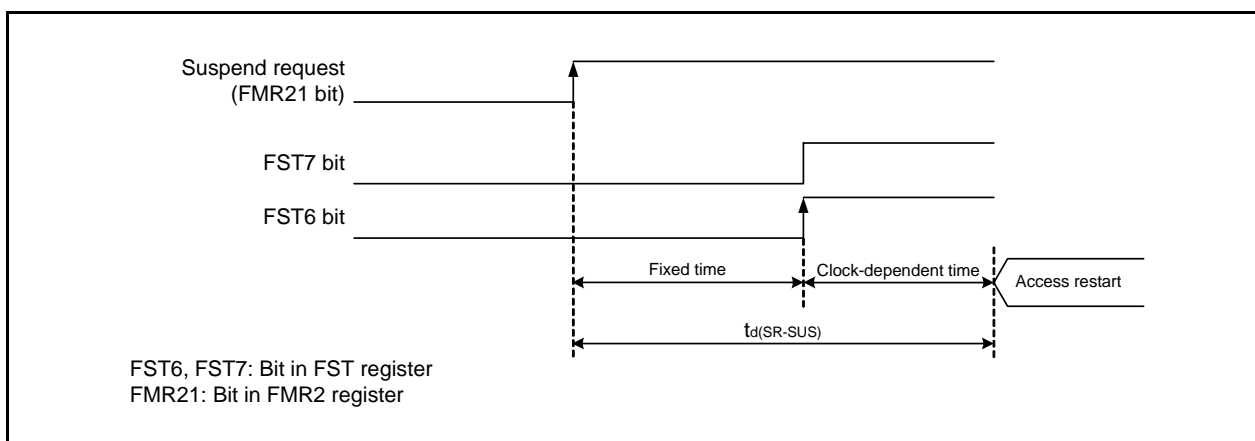 Suspend request
(FMR21 bit)
FST7 bit
FST6 bit
Fixed time
Clock-dependent time
Access restart
td(SR-SUS)
FST6, FST7: Bit in FST register
FMR21: Bit in FMR2 register